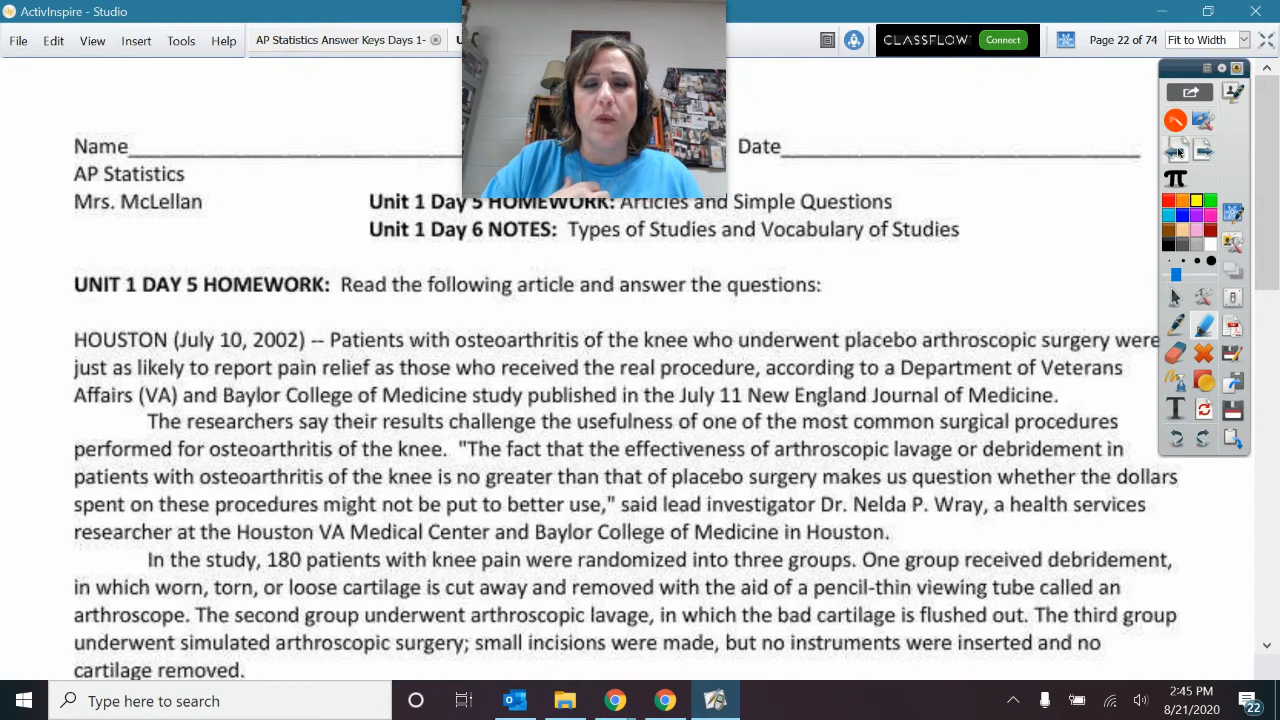 ActivInspire - Studio
File Edit View Insert Tools Help AP Statistics Answer Keys Days 1- CLASSFLOW Connect Page 22 of 74 Fit to Width
Name Date
AP Statistics
Mrs. McLellan Unit 1 Day 5 HOMEWORK: Articles and Simple Questions
Unit 1 Day 6 NOTES: Types of Studies and Vocabulary of Studies
UNIT 1 DAY 5 HOMEWORK: Read the following article and answer the questions:
HOUSTON (July 10, 2002) -- Patients with osteoarthritis of the knee who underwent placebo arthroscopic surgery were
just as likely to report pain relief as those who received the real procedure, according to a Department of Veterans
Affairs (VA) and Baylor College of Medicine study published in the July 11 New England Journal of Medicine.
The researchers say their results challenge the usefulness of one of the most common surgical procedures
performed for osteoarthritis of the knee. "The fact that the effectiveness of arthroscopic lavage or debridement in
patients with osteoarthritis of the knee is no greater than that of placebo surgery makes us question whether the dollars
spent on these procedures might not be put to better use," said lead investigator Dr. Nelda P. Wray, a health services
researcher at the Houston VA Medical Center and Baylor College of Medicine in Houston.
In the study, 180 patients with knee pain were randomized into three groups. One group received debridement,
in which worn, torn, or loose cartilage is cut away and removed with the aid of a pencil-thin viewing tube called an
arthroscope. The second group underwent arthroscopic lavage, in which the bad cartilage is flushed out. The third group
underwent simulated arthroscopic surgery; small incisions were made, but no instruments were inserted and no
cartilage removed.
Type here to search
2:45 PM
8/21/2020
22